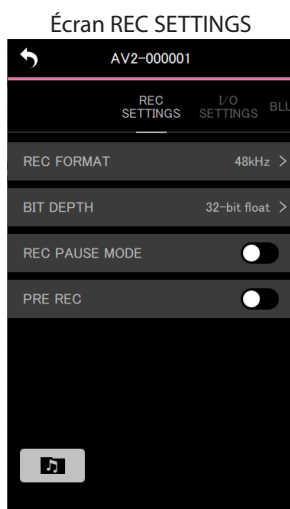 Écran REC SETTINGS
AV2-000001
REC
SETTINGS
I/O
SETTINGS
BLU
REC FORMAT 48kHz >
BIT DEPTH 32-bit float >
REC PAUSE MODE
PRE REC